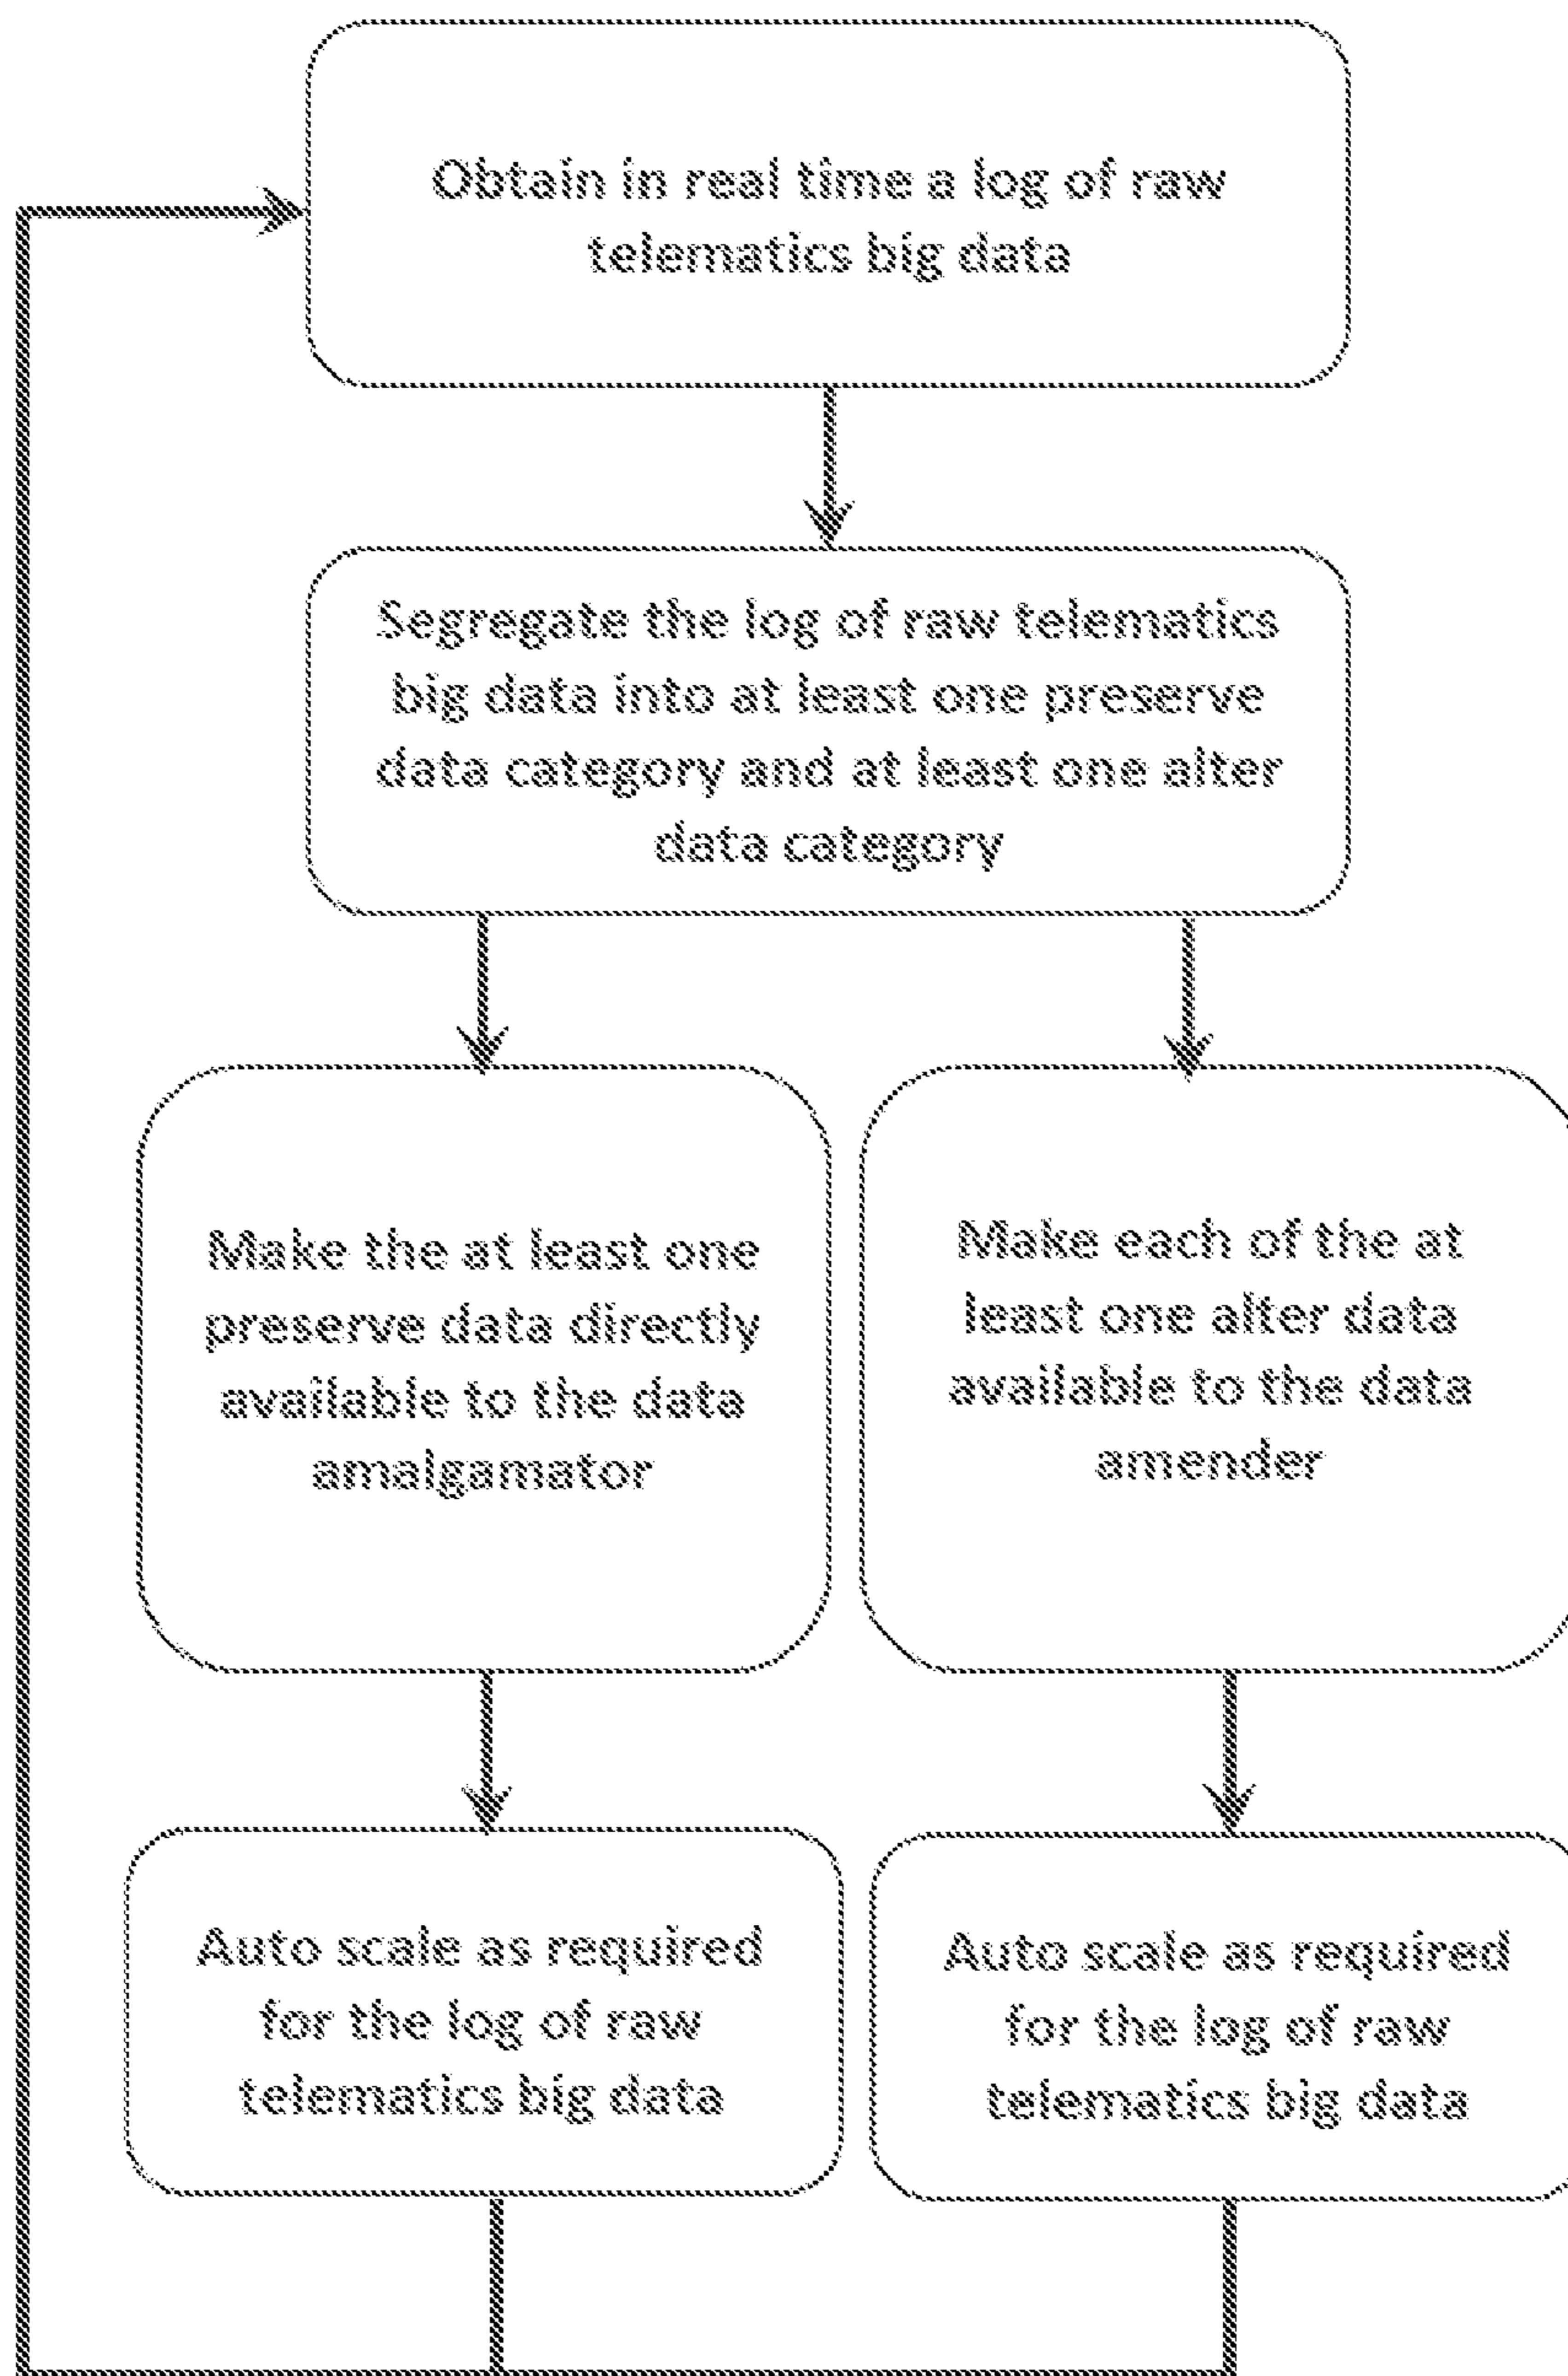 Obtain in real time a log of raw
telematics big data
Segregate the log of raw telematics
big data into at least one preserve
data category and at least one alter
data category
Make the at least one
preserve data directly
available to the data
amalgamator
Make each of the at
least one alter data
available to the data
amender
Auto scale as required
for the log of raw
telematics big data
Auto scale as required
for the log of raw
telematics big data